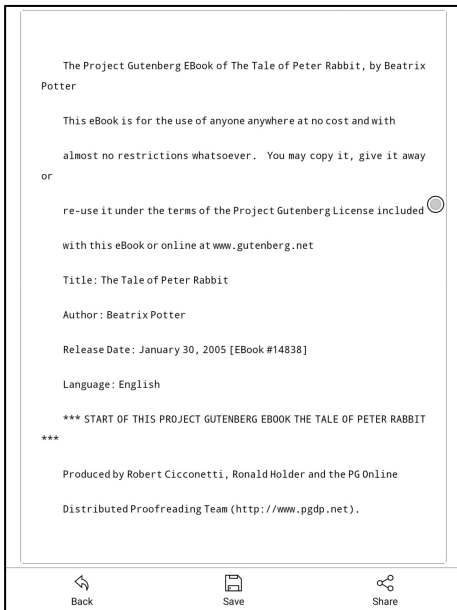 The Project Gutenberg EBook of The Tale of Peter Rabbit, by Beatrix
Potter
This eBook is for the use of anyone anywhere at no cost and with
almost no restrictions whatsoever.  You may copy it, give it away
or
re-use it under the terms of the Project Gutenberg License included
with this eBook or online at www.gutenberg.net
Title: The Tale of Peter Rabbit
Author: Beatrix Potter
Release Date: January 30, 2005 [EBook #14838]
Language: English
*** START OF THIS PROJECT GUTENBERG EBOOK THE TALE OF PETER RABBIT
***
Produced by Robert Cicconetti, Ronald Holder and the PG Online
Distributed Proofreading Team (http://www.pgdp.net).
Back Save Share